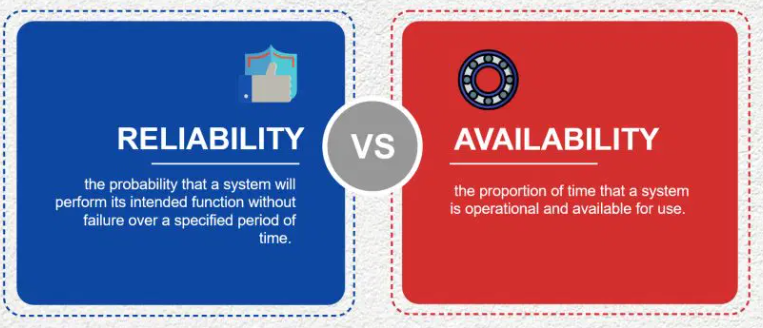 RELIABILITY
the probability that a system will
perform its intended function without
failure over a specified period of
time.
VS
AVAILABILITY
the proportion of time that a system
is operational and available for use.